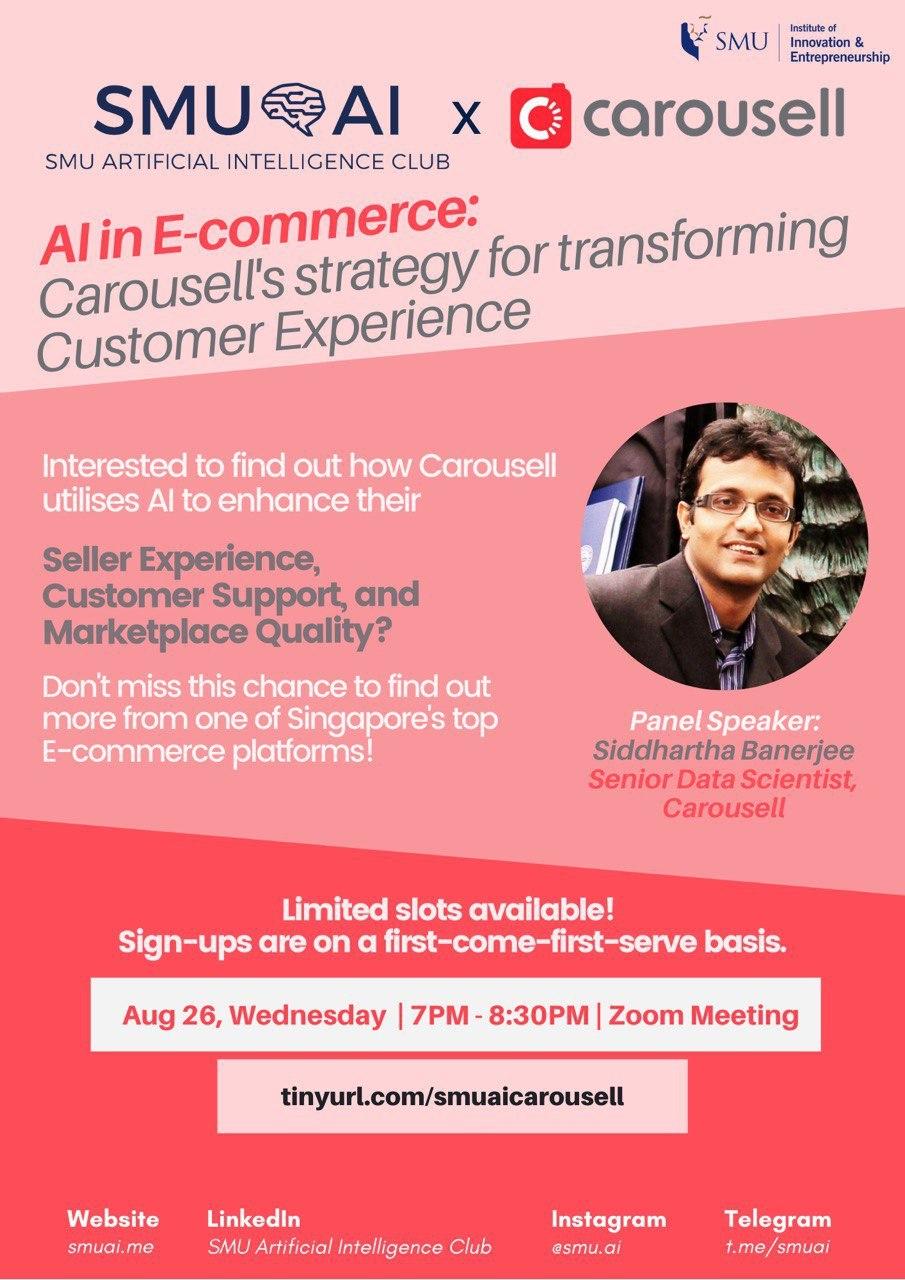 SMU
Institute of
Innovation &
Entrepreneurship
SMU AI x carousell
SMU ARTIFICIAL INTELLIGENCE CLUB
AI in E-commerce:
Carousell's strategy for transforming
Customer Experience
Interested to find out how Carousell
utilises AI to enhance their
Seller Experience,
Customer Support, and
Marketplace Quality?
Don't miss this chance to find out
more from one of Singapore's top
E-commerce platforms!
Panel Speaker:
Siddhartha Banerjee
Senior Data Scientist,
Carousell
Limited slots available!
Sign-ups are on a first-come-first-serve basis.
Aug 26, Wednesday | 7PM - 8:30PM | Zoom Meeting
tinyurl.com/smuaicarousell
Website
smuai.me
LinkedIn
SMU Artificial Intelligence Club
Instagram
@smu.ai
Telegram
t.me/smuai